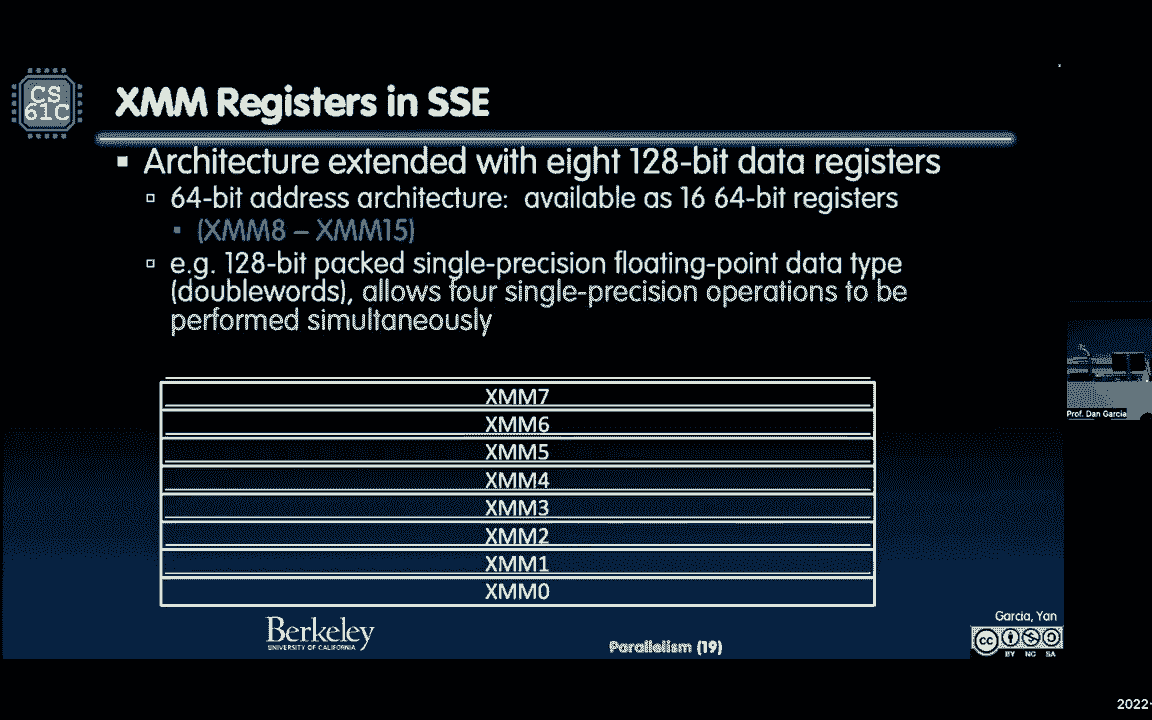 CS
61C
XMM Registers in SSE
▪ Architecture extended with eight 128-bit data registers
▫ 64-bit address architecture: available as 16 64-bit registers
▪ (XMM8 – XMM15)
▫ e.g. 128-bit packed single-precision floating-point data type
(doublewords), allows four single-precision operations to be
performed simultaneously
XMM7
XMM6
XMM5
XMM4
XMM3
XMM2
XMM1
XMM0
Prof. Dan Garcia
Berkeley
UNIVERSITY OF CALIFORNIA
Parallelism (19)
Garcia, Yan
cc
BY NC SA
2022-